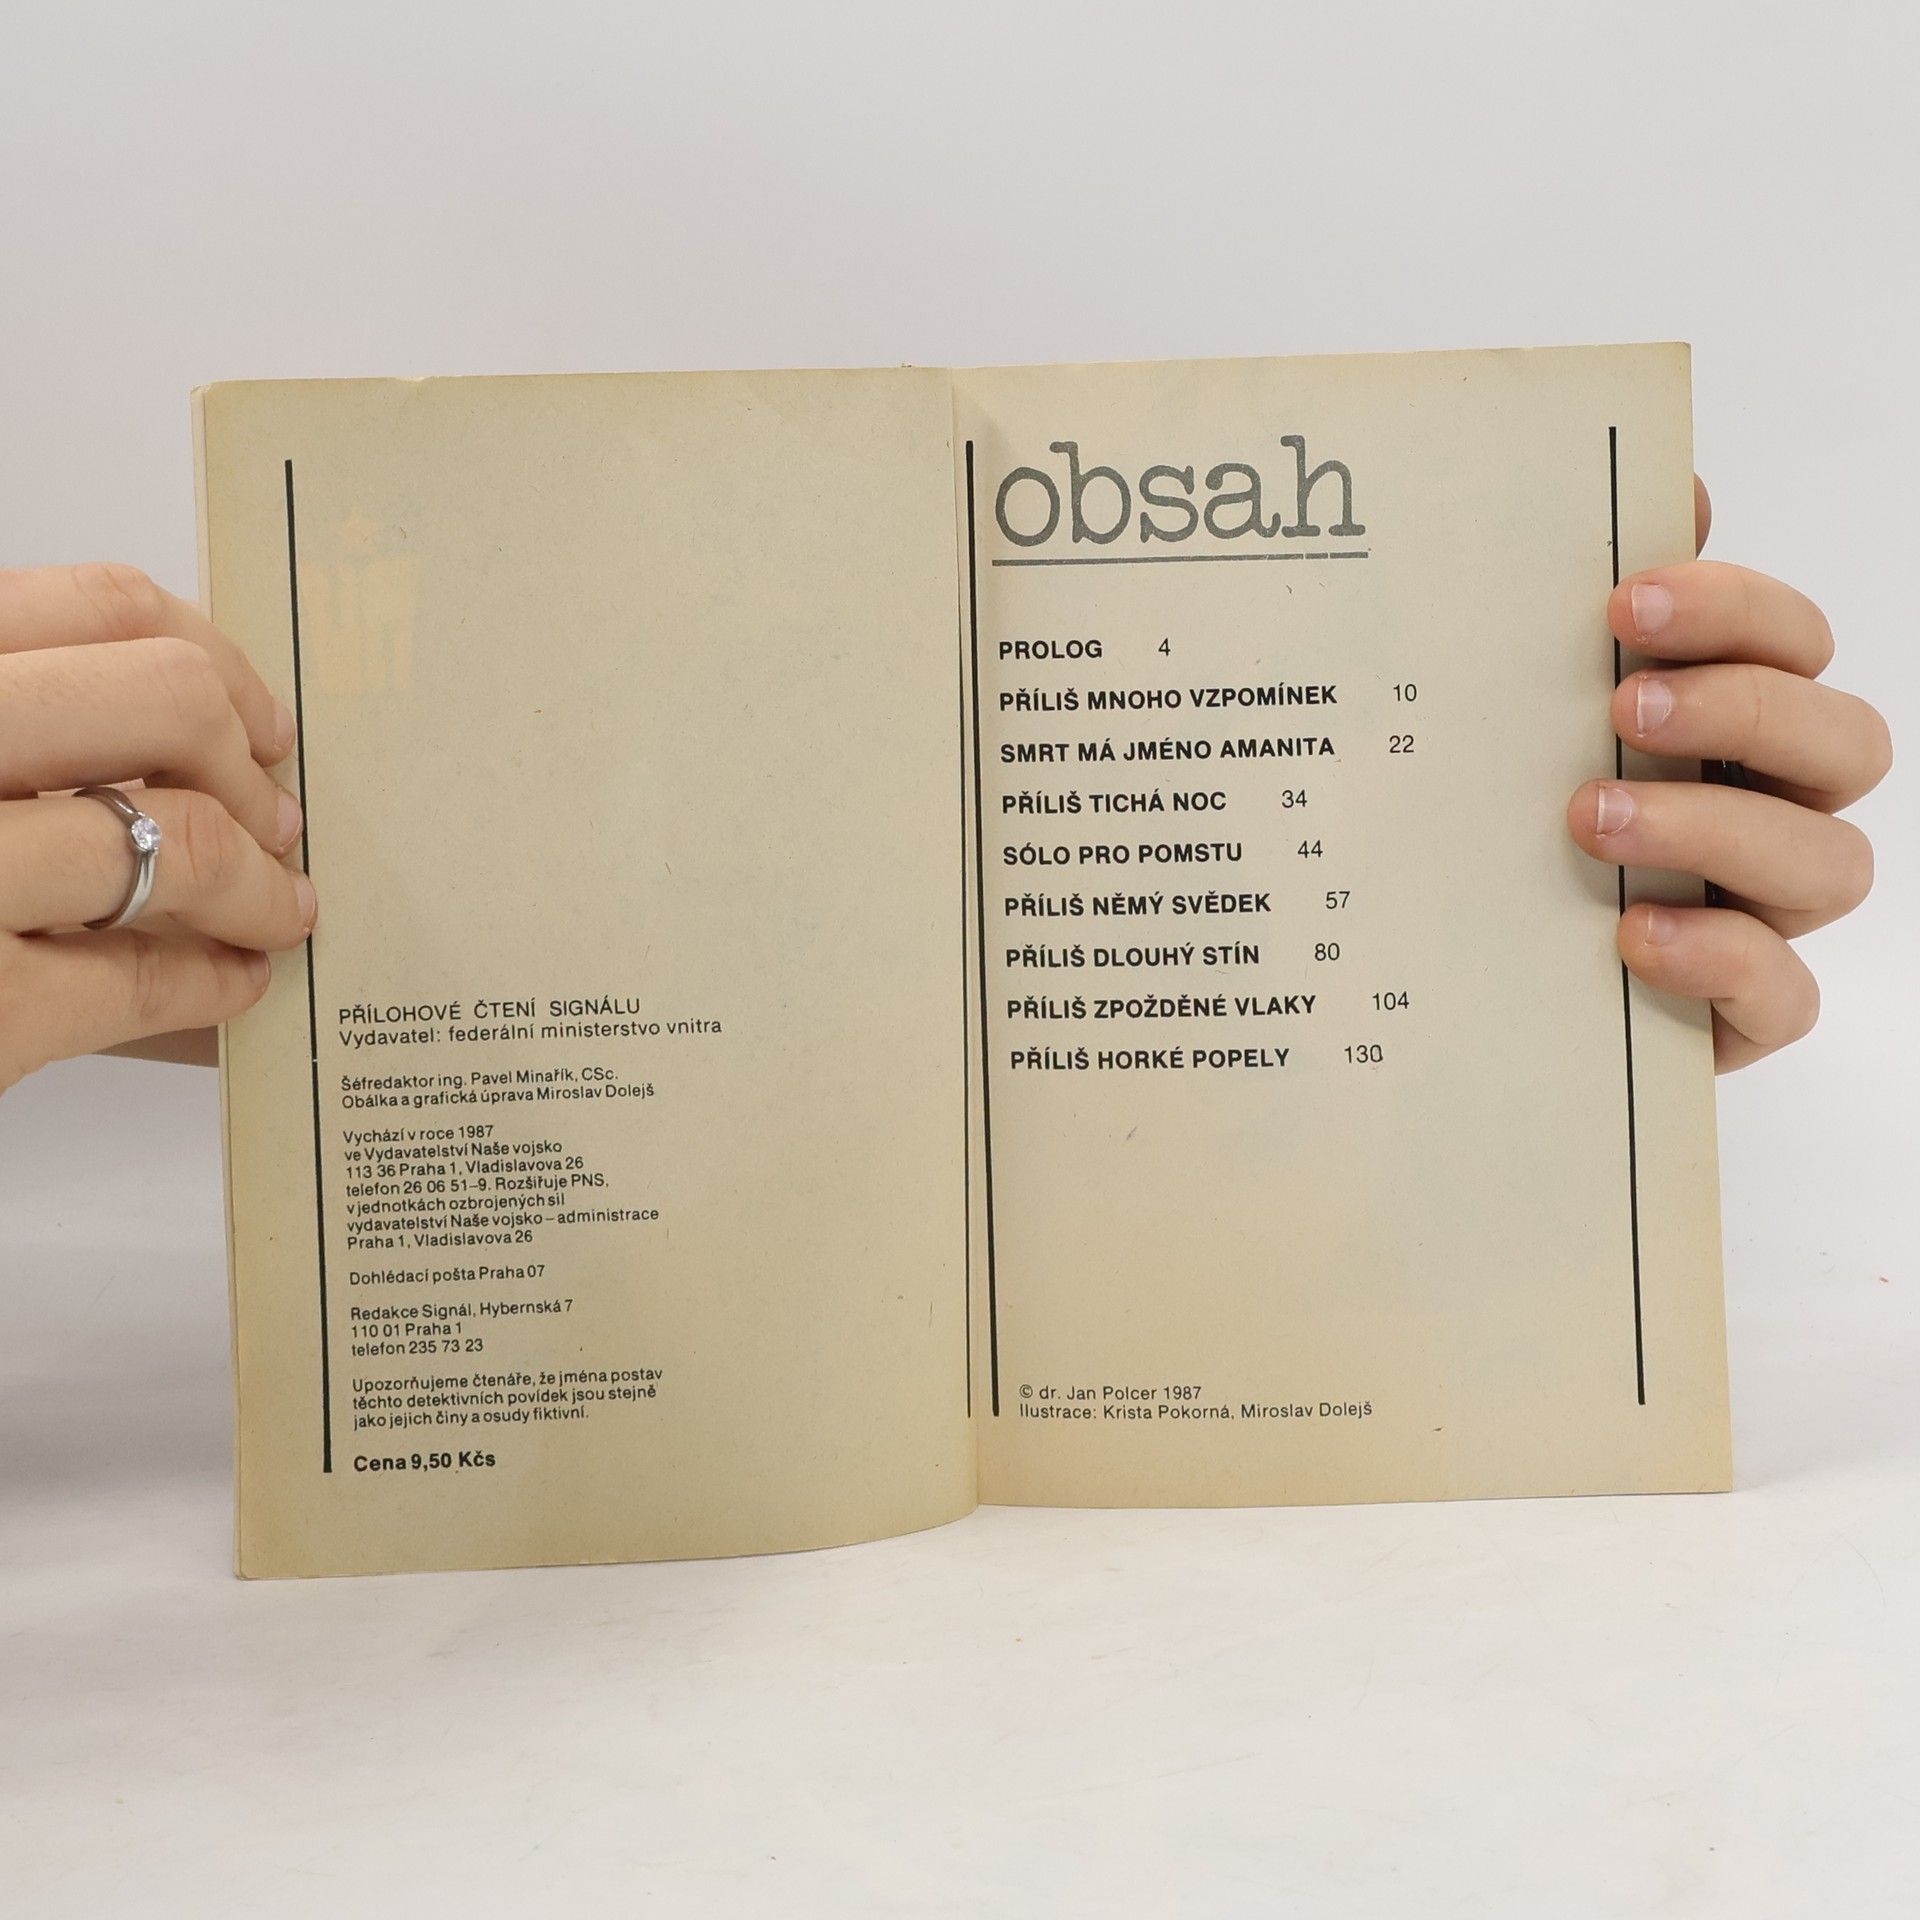 PŘÍLOHOVÉ ČTENÍ SIGNÁLU
Vydavatel: federální ministerstvo vnitra
Šéfredaktor ing. Pavel Minařík, CSc.
Obálka a grafická úprava Miroslav Dolejš
Vychází v roce 1987
ve Vydavatelství Naše vojsko
113 36 Praha 1, Vladislavova 26
telefon 26 06 51–9. Rozšiřuje PNS,
v jednotkách ozbrojených sil
vydavatelství Naše vojsko – administrace
Praha 1, Vladislavova 26
Dohlédací pošta Praha 07
Redakce Signál, Hybernská 7
110 01 Praha 1
telefon 235 73 23
Upozorňujeme čtenáře, že jména postav
těchto detektivních povídek jsou stejně
jako jejich činy a osudy fiktivní.
Cena 9,50 Kčs
obsah
PROLOG 4
PŘÍLIŠ MNOHO VZPOMÍNEK 10
SMRT MÁ JMÉNO AMANITA 22
PŘÍLIŠ TICHÁ NOC 34
SÓLO PRO POMSTU 44
PŘÍLIŠ NĚMÝ SVĚDEK 57
PŘÍLIŠ DLOUHÝ STÍN 80
PŘÍLIŠ ZPOŽDĚNÉ VLAKY 104
PŘÍLIŠ HORKÉ POPELY 130
© dr. Jan Polcer 1987
Ilustrace: Krista Pokorná, Miroslav Dolejš